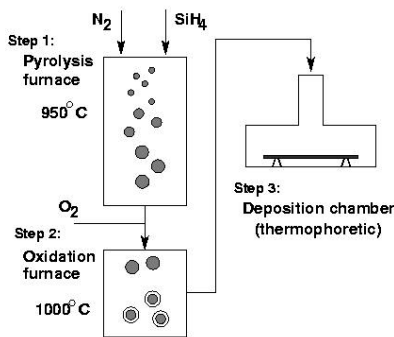 N2 SiH4
Step 1:
Pyrolysis
furnace
950°C
O2
Step 2:
Oxidation
furnace
1000°C
Step 3:
Deposition chamber
(thermophoretic)